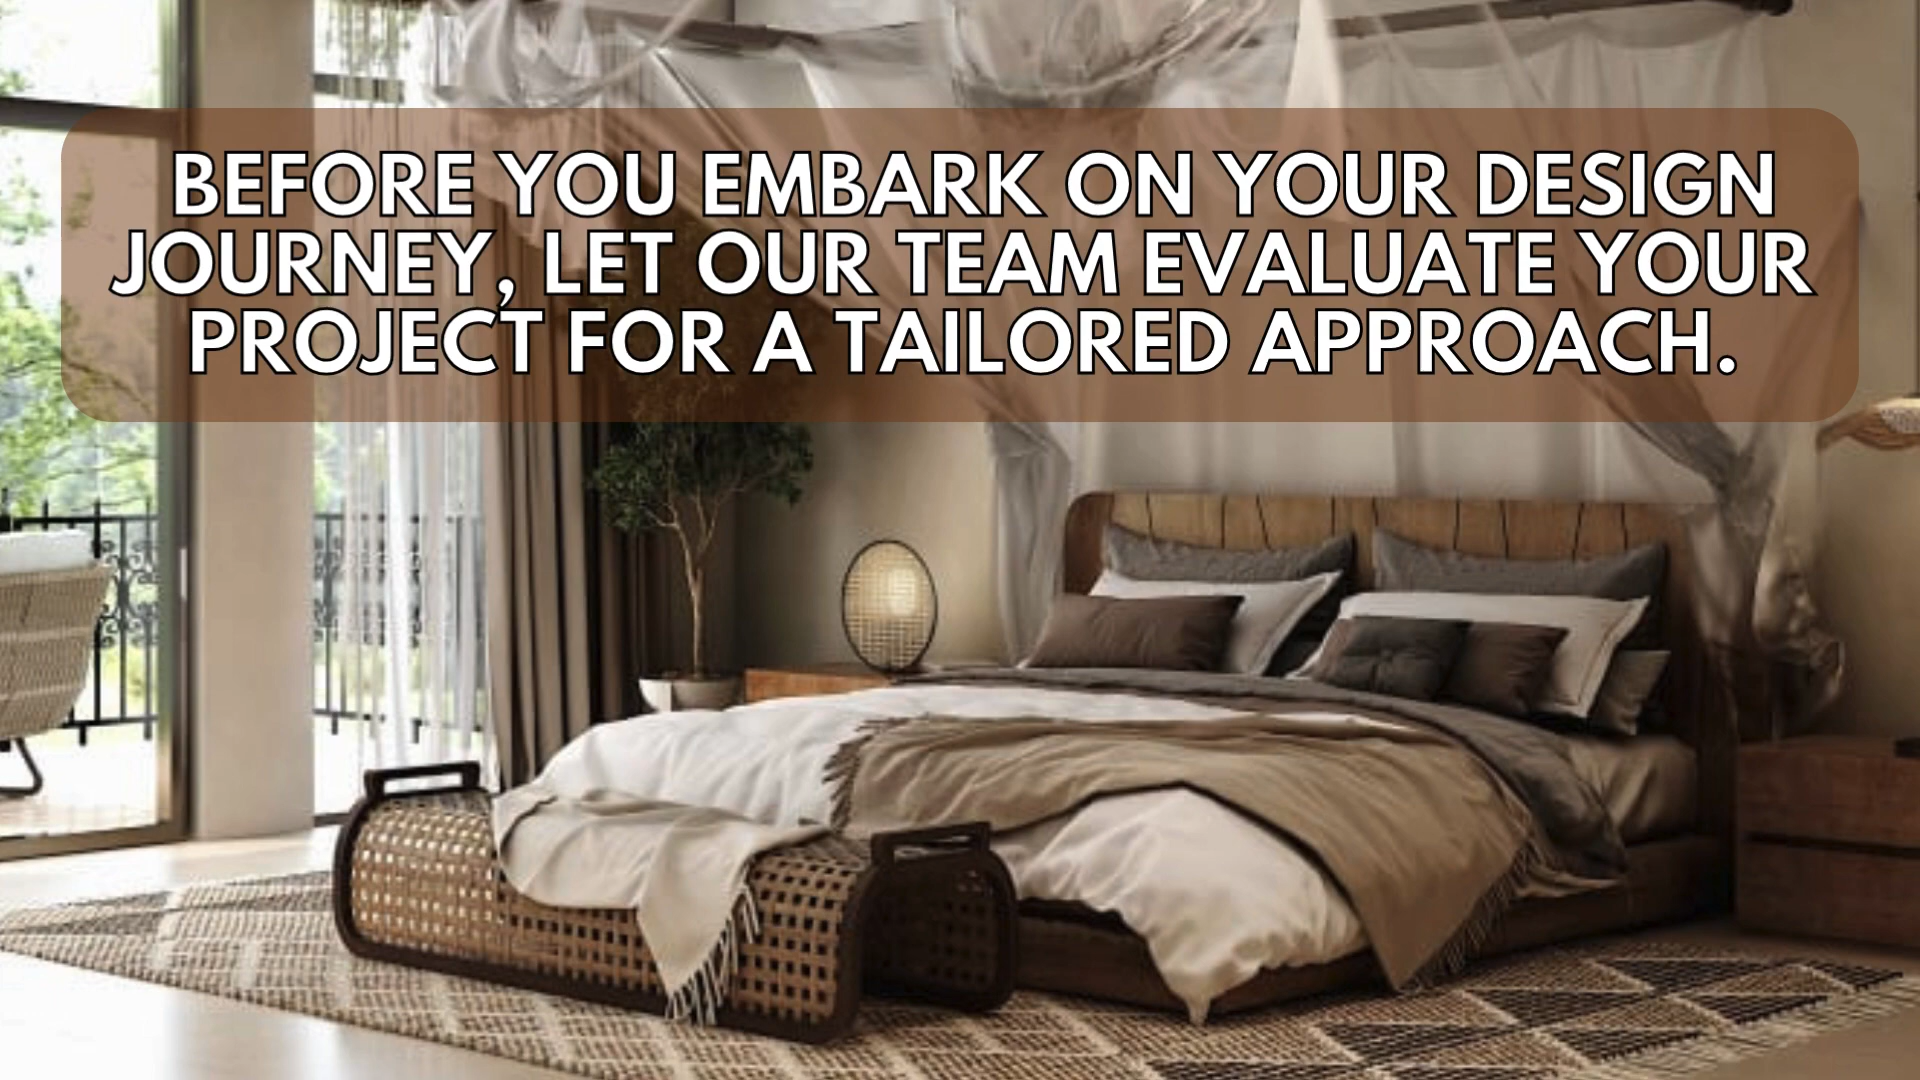 BEFORE YOU EMBARK ON YOUR DESIGN
JOURNEY, LET OUR TEAM EVALUATE YOUR
PROJECT FOR A TAILORED APPROACH.